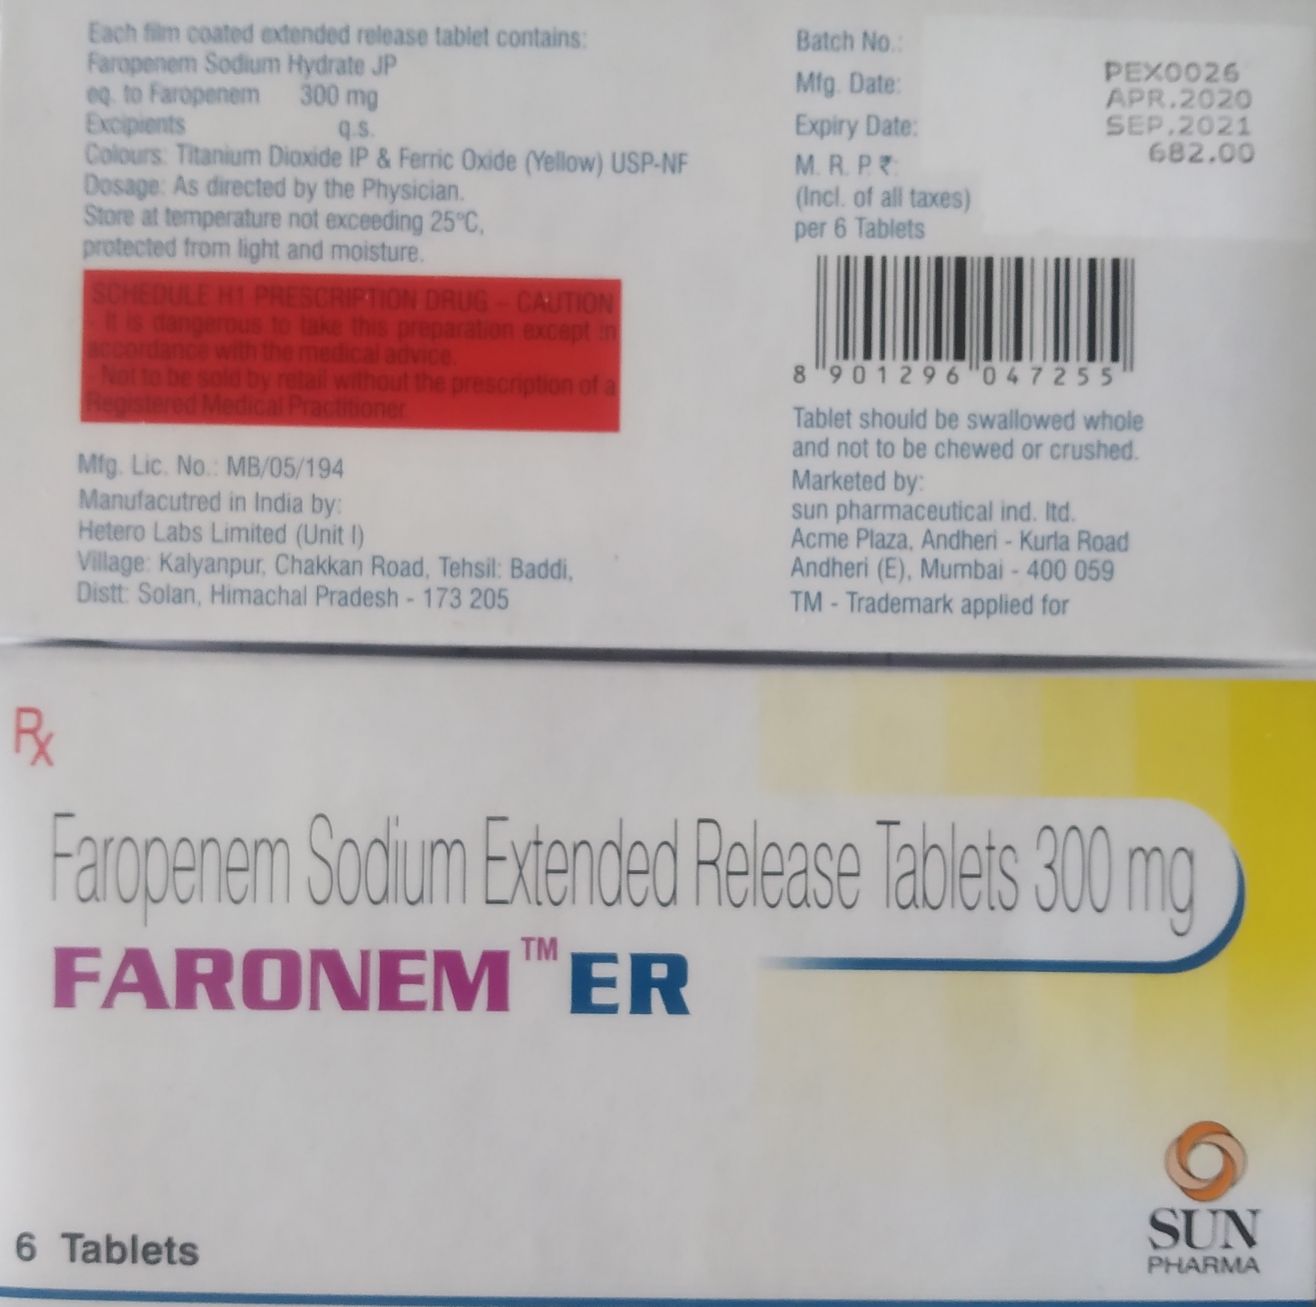 Each film coated extended release tablet contains:
Faropenem Sodium Hydrate JP
eq. to Faropenem 300 mg
Excipients q.s.
Colours: Titanium Dioxide IP & Ferric Oxide (Yellow) USP-NF
Dosage: As directed by the Physician.
Store at temperature not exceeding 25°C,
protected from light and moisture.
SCHEDULE H1 PRESCRIPTION DRUG – CAUTION
- It is dangerous to take this preparation except in
accordance with the medical advice.
- Not to be sold by retail without the prescription of a
Registered Medical Practitioner
Mfg. Lic. No.: MB/05/194
Manufacutred in India by:
Hetero Labs Limited (Unit I)
Village: Kalyanpur, Chakkan Road, Tehsil: Baddi,
Distt: Solan, Himachal Pradesh - 173 205
Batch No.: PEX0026
Mfg. Date: APR.2020
Expiry Date: SEP.2021
M. R. P. ₹: 682.00
(Incl. of all taxes)
per 6 Tablets
8 901296 047255
Tablet should be swallowed whole
and not to be chewed or crushed.
Marketed by:
sun pharmaceutical ind. ltd.
Acme Plaza, Andheri - Kurla Road
Andheri (E), Mumbai - 400 059
TM - Trademark applied for
Rx
Faropenem Sodium Extended Release Tablets 300 mg
FARONEM™ ER
6 Tablets
SUN
PHARMA